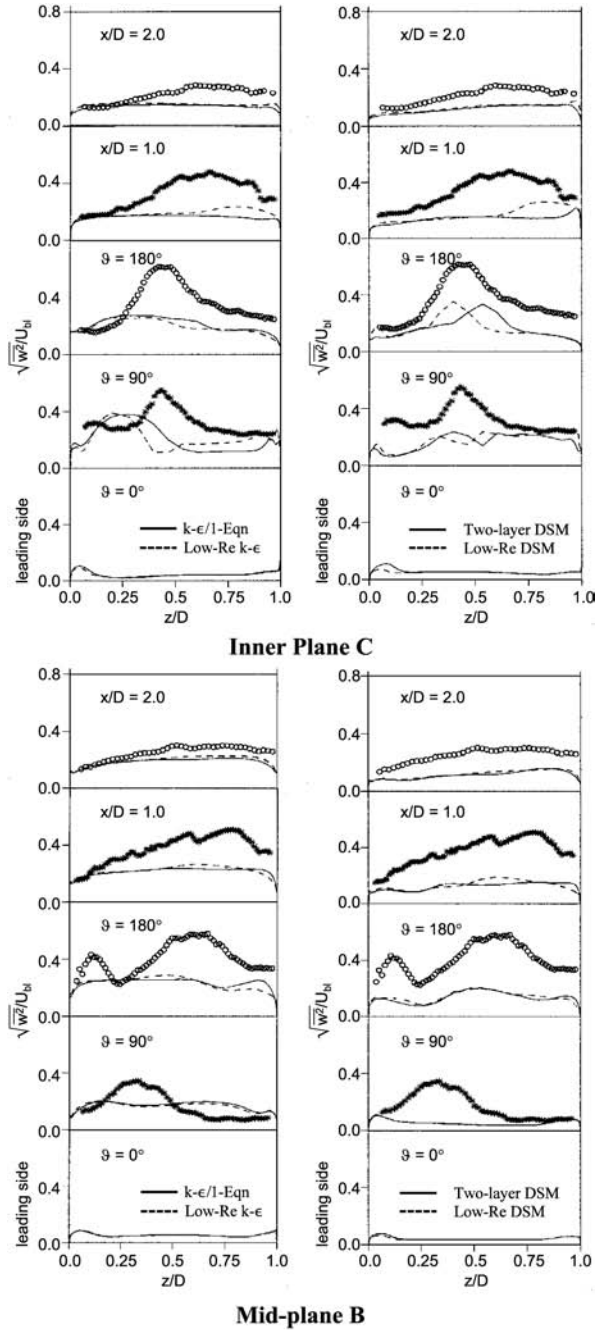 0.8
x/D = 2.0
0.4
0.0
x/D = 1.0
0.4
0.0
ϑ = 180°
0.4
0.0
√w²/U_bl
ϑ = 90°
0.4
0.0
ϑ = 0°
leading side
0.4
k-ϵ/1-Eqn
Low-Re k-ϵ
0.0
0.0 0.25 0.5 0.75 1.0
z/D
0.8
x/D = 2.0
0.4
0.0
x/D = 1.0
0.4
0.0
ϑ = 180°
0.4
0.0
√w²/U_bl
ϑ = 90°
0.4
0.0
ϑ = 0°
leading side
0.4
Two-layer DSM
Low-Re DSM
0.0
0.0 0.25 0.5 0.75 1.0
z/D
Inner Plane C
0.8
x/D = 2.0
0.4
0.0
x/D = 1.0
0.4
0.0
ϑ = 180°
0.4
0.0
√w²/U_bl
ϑ = 90°
0.4
0.0
ϑ = 0°
leading side
0.4
k-ϵ/1-Eqn
Low-Re k-ϵ
0.0
0.0 0.25 0.5 0.75 1.0
z/D
0.8
x/D = 2.0
0.4
0.0
x/D = 1.0
0.4
0.0
ϑ = 180°
0.4
0.0
√w²/U_bl
ϑ = 90°
0.4
0.0
ϑ = 0°
leading side
0.4
Two-layer DSM
Low-Re DSM
0.0
0.0 0.25 0.5 0.75 1.0
z/D
Mid-plane B